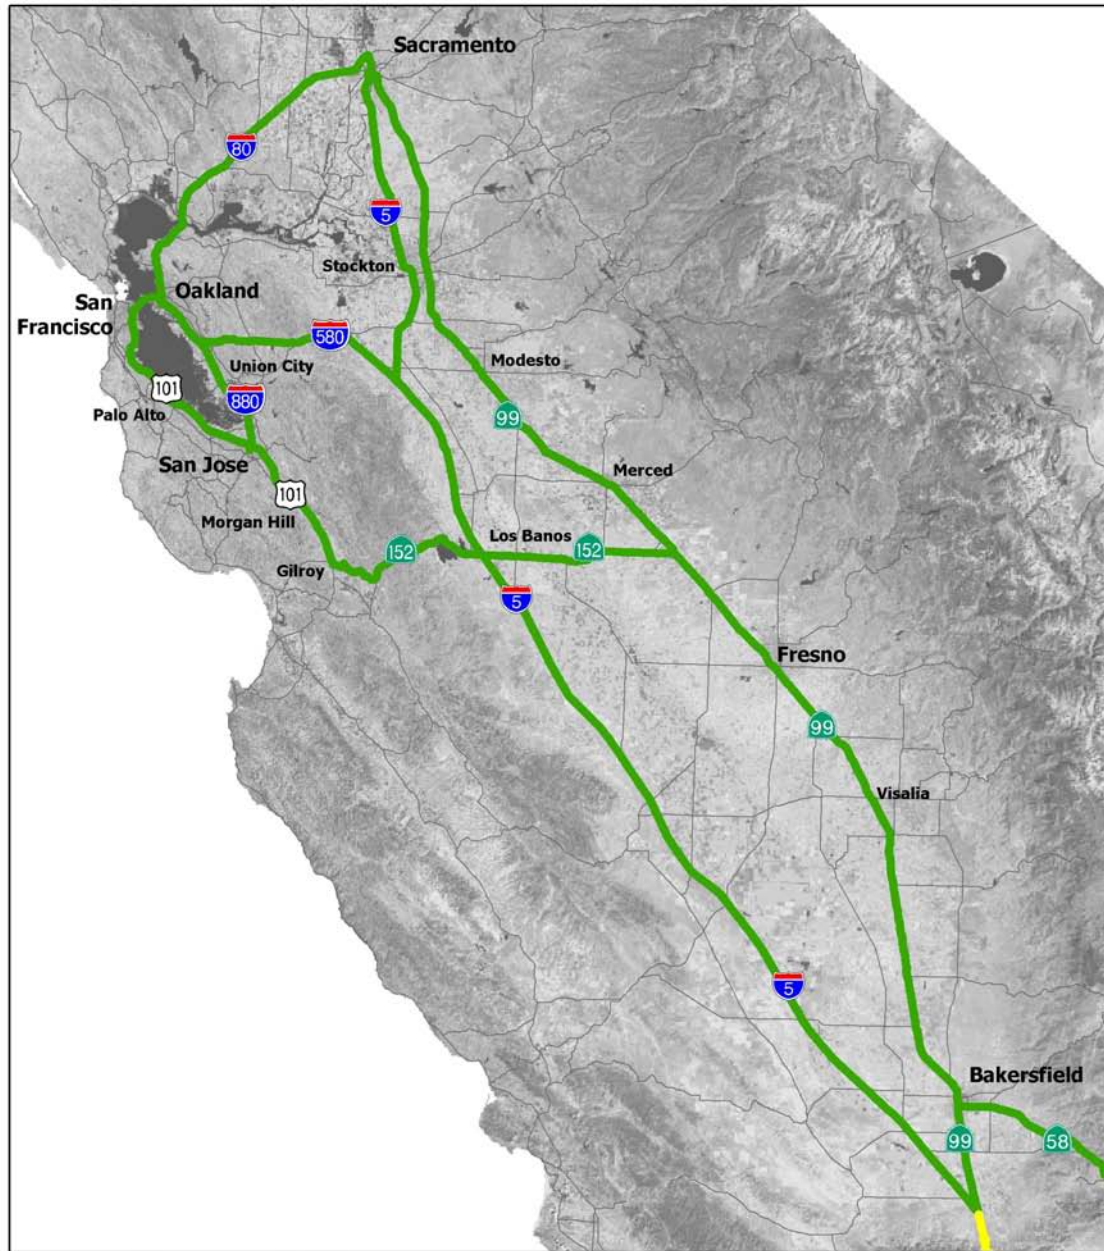 Sacramento
80
5
Stockton
Oakland
San
Francisco
580
Union City
Modesto
101
880
Palo Alto
99
San Jose
Merced
101
Morgan Hill
Los Banos
152
152
Gilroy
5
Fresno
99
Visalia
5
Bakersfield
99
58